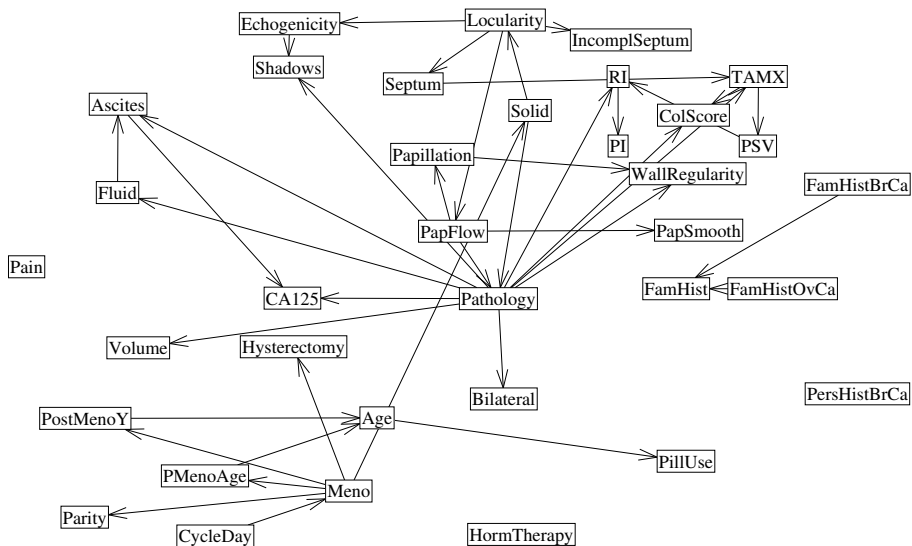 Locularity
Echogenicity
IncomplSeptum
Shadows
RI
TAMX
Septum
Ascites
Solid
ColScore
PI
PSV
Papillation
WallRegularity
FamHistBrCa
Fluid
PapFlow
PapSmooth
Pain
FamHist
FamHistOvCa
CA125
Pathology
Volume
Hysterectomy
PersHistBrCa
Bilateral
PostMenoY
Age
PillUse
PMenoAge
Meno
Parity
CycleDay
HormTherapy